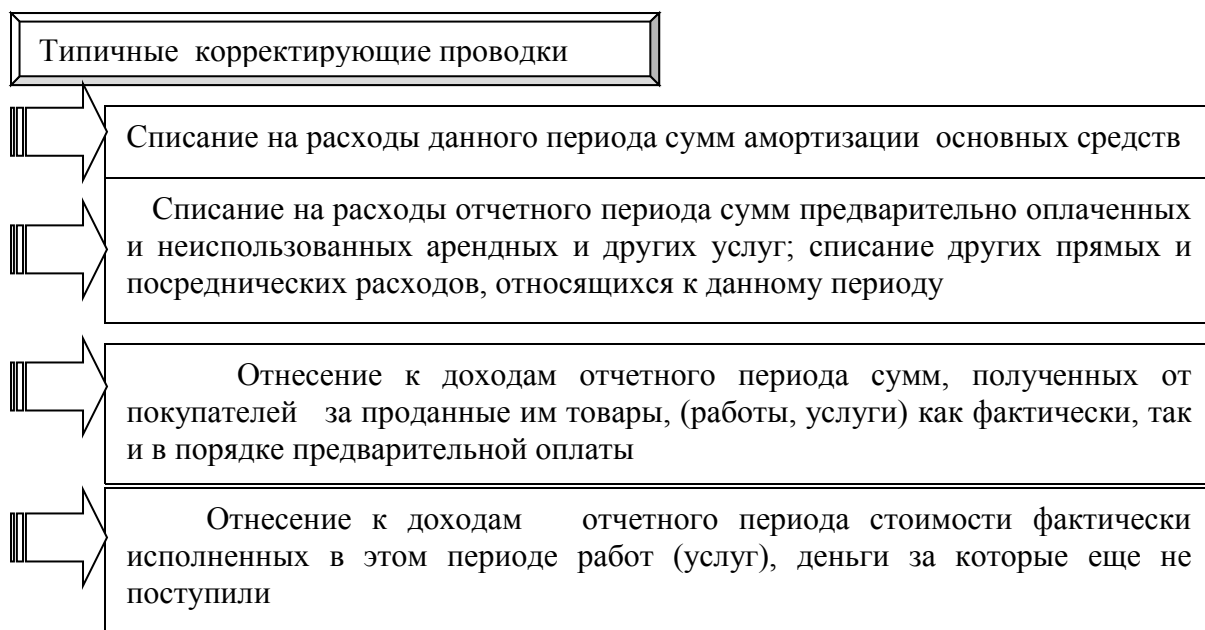 Типичные корректирующие проводки
Списание на расходы данного периода сумм амортизации основных средств
Списание на расходы отчетного периода сумм предварительно оплаченных
и неиспользованных арендных и других услуг; списание других прямых и
посреднических расходов, относящихся к данному периоду
Отнесение к доходам отчетного периода сумм, полученных от
покупателей за проданные им товары, (работы, услуги) как фактически, так
и в порядке предварительной оплаты
Отнесение к доходам отчетного периода стоимости фактически
исполненных в этом периоде работ (услуг), деньги за которые еще не
поступили